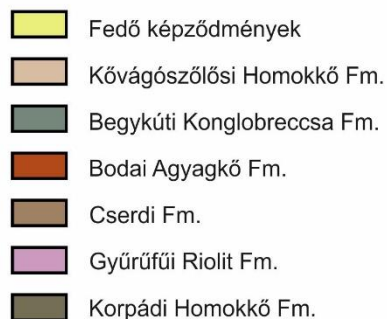 Fedő képződmények
Kővágószőlősi Homokkő Fm.
Begykúti Konglobreccsa Fm.
Bodai Agyagkő Fm.
Cserdi Fm.
Gyűrűfűi Riolit Fm.
Korpádi Homokkő Fm.